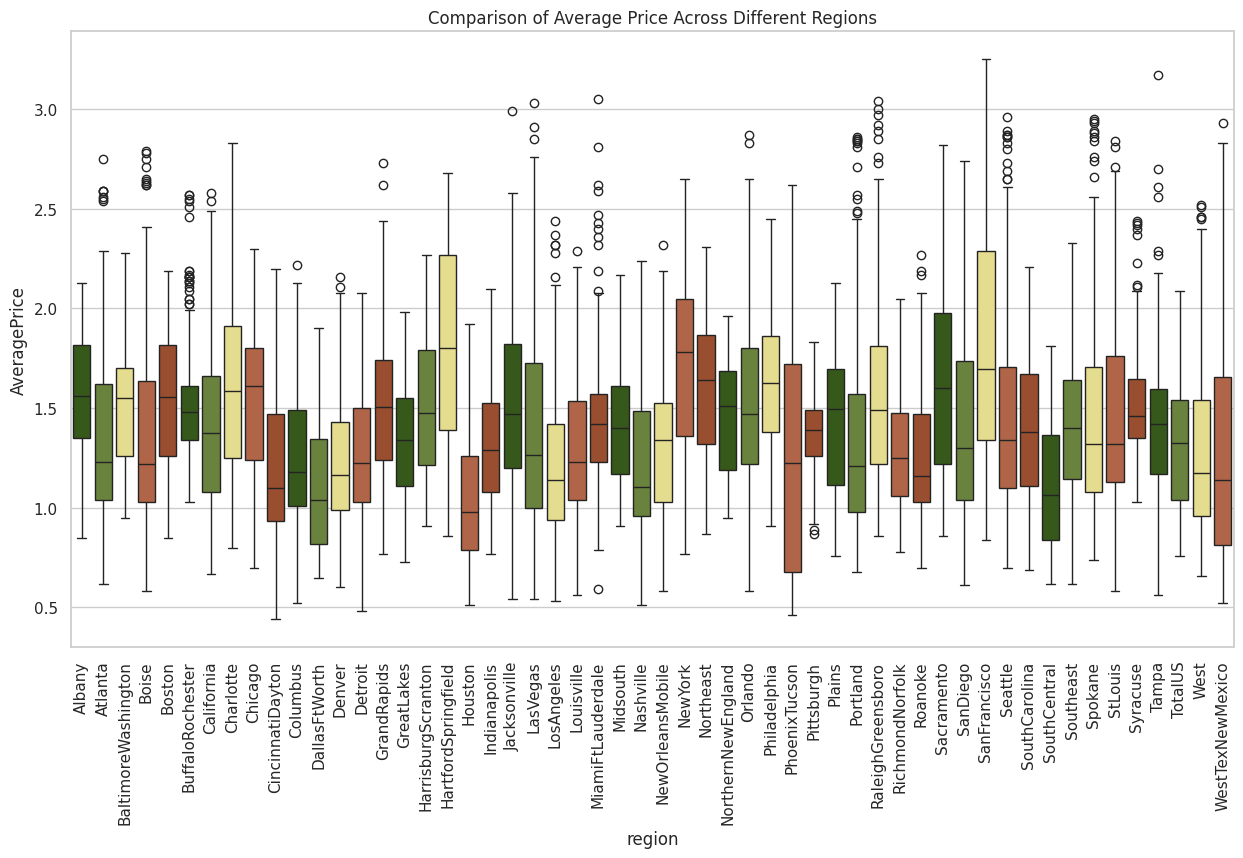 Comparison of Average Price Across Different Regions
AveragePrice
3.0
2.5
2.0
1.5
1.0
0.5
Albany
Atlanta
BaltimoreWashington
Boise
Boston
BuffaloRochester
California
Charlotte
Chicago
CincinnatiDayton
Columbus
DallasFtWorth
Denver
Detroit
GrandRapids
GreatLakes
HarrisburgScranton
HartfordSpringfield
Houston
Indianapolis
Jacksonville
LasVegas
LosAngeles
Louisville
MiamiFtLauderdale
Midsouth
Nashville
NewOrleansMobile
NewYork
Northeast
NorthernNewEngland
Orlando
Philadelphia
PhoenixTucson
Pittsburgh
Plains
Portland
RaleighGreensboro
RichmondNorfolk
Roanoke
Sacramento
SanDiego
SanFrancisco
Seattle
SouthCarolina
SouthCentral
Southeast
Spokane
StLouis
Syracuse
Tampa
TotalUS
West
WestTexNewMexico
region